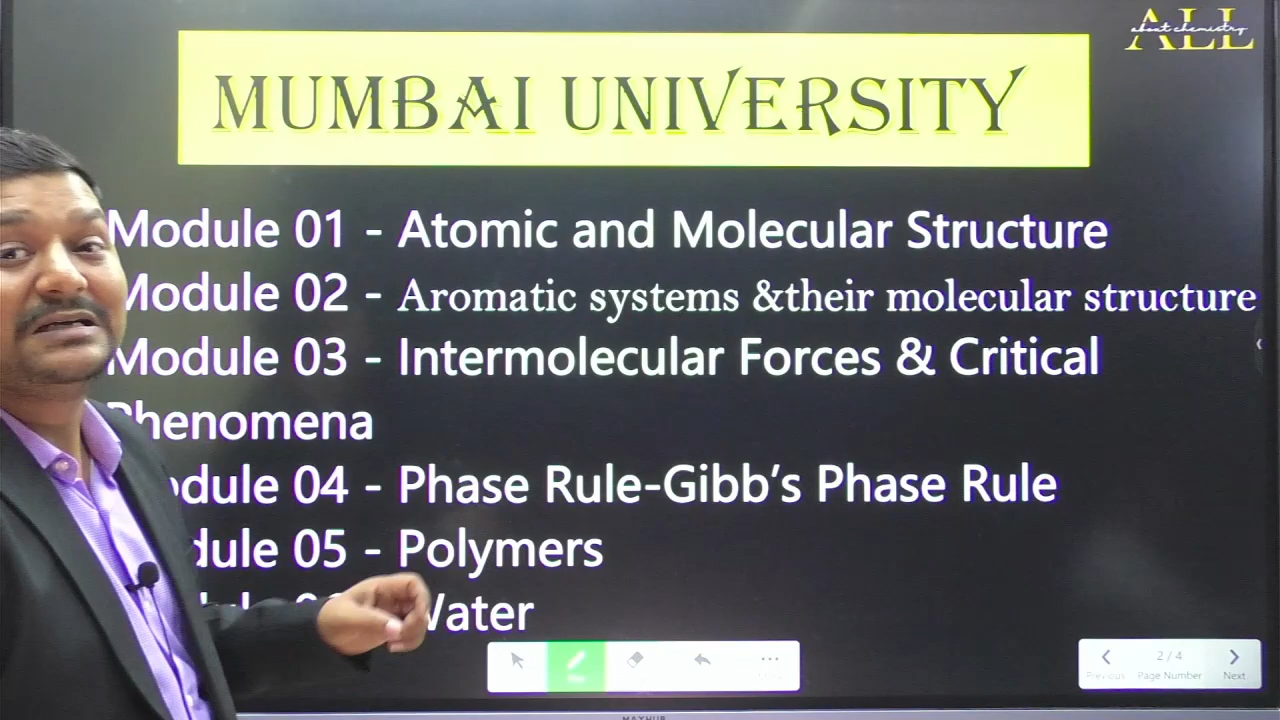 ALL
about chemistry
MUMBAI UNIVERSITY
Module 01 - Atomic and Molecular Structure
Module 02 - Aromatic systems &their molecular structure
Module 03 - Intermolecular Forces & Critical
Phenomena
odule 04 - Phase Rule-Gibb’s Phase Rule
dule 05 - Polymers
Water
Previous
2 / 4
Page Number
Next
MAXHUB